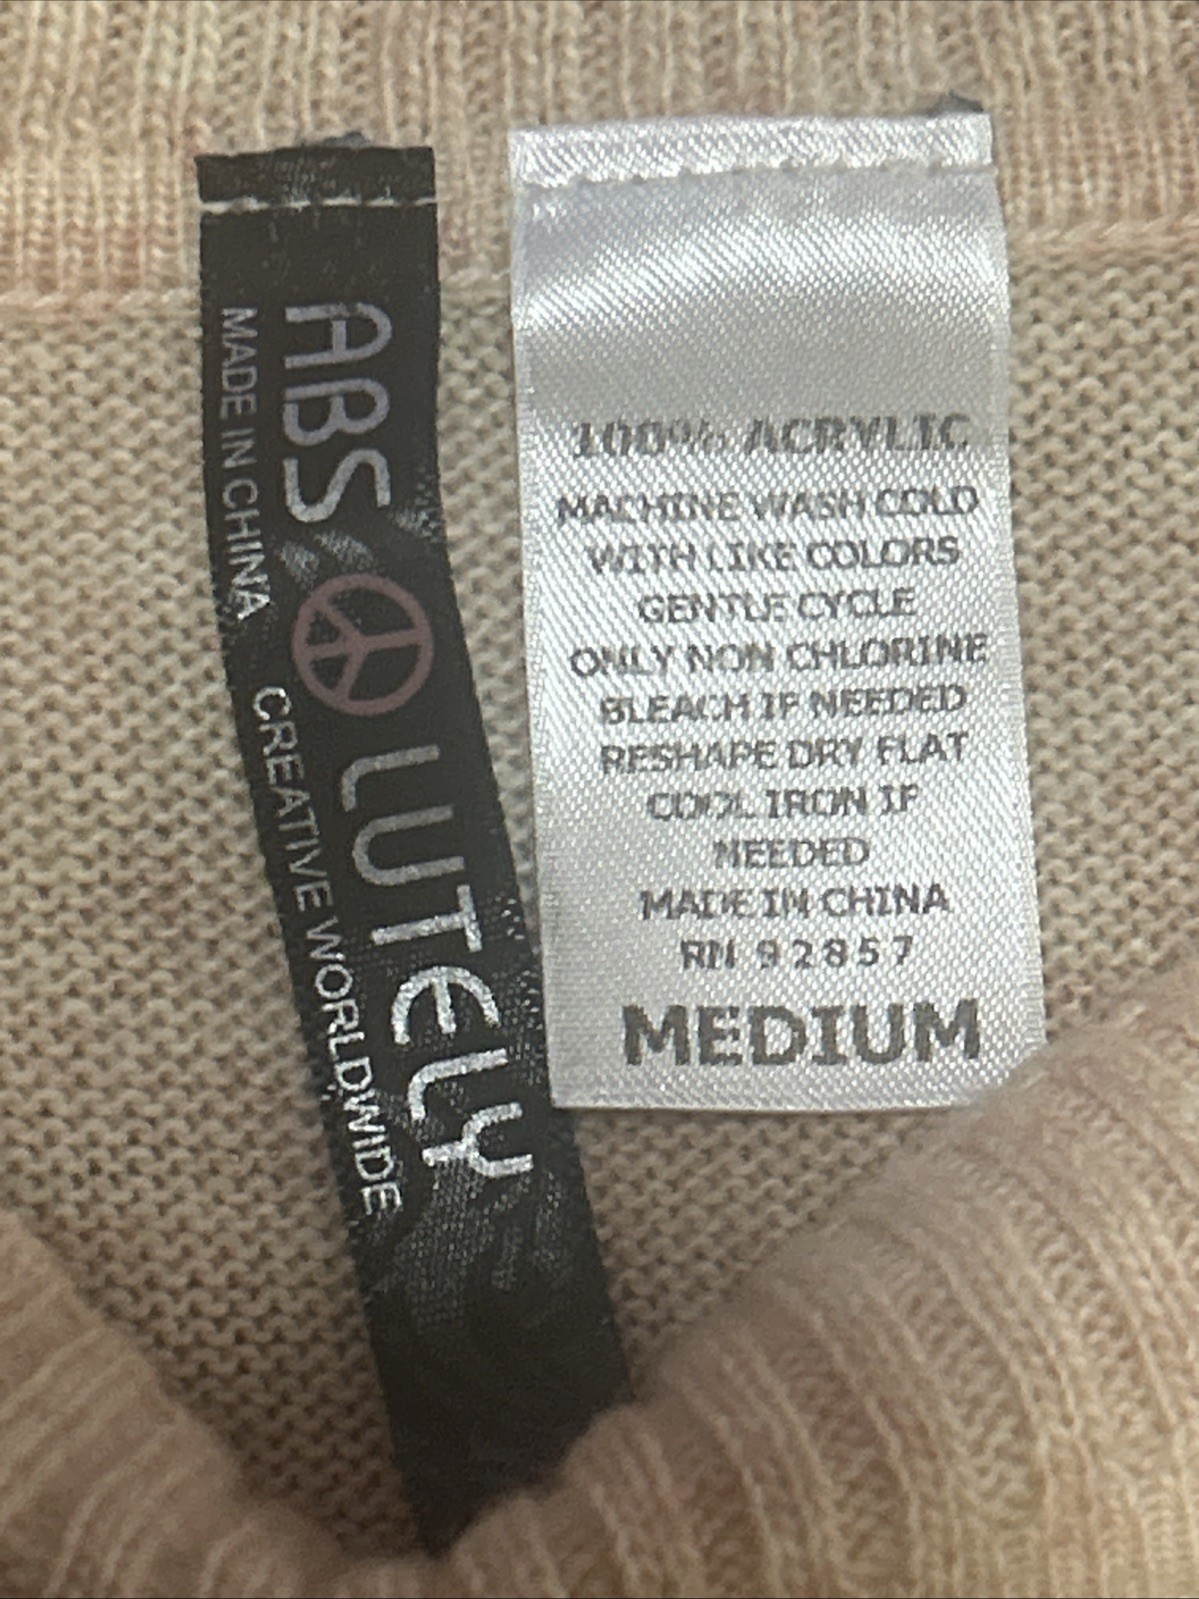 ABS LUTELY
MADE IN CHINA CREATIVE WORLDWIDE
100% ACRYLIC
MACHINE WASH COLD
WITH LIKE COLORS
GENTLE CYCLE
ONLY NON CHLORINE
BLEACH IF NEEDED
RESHAPE DRY FLAT
COOL IRON IF
NEEDED
MADE IN CHINA
RN 92857
MEDIUM